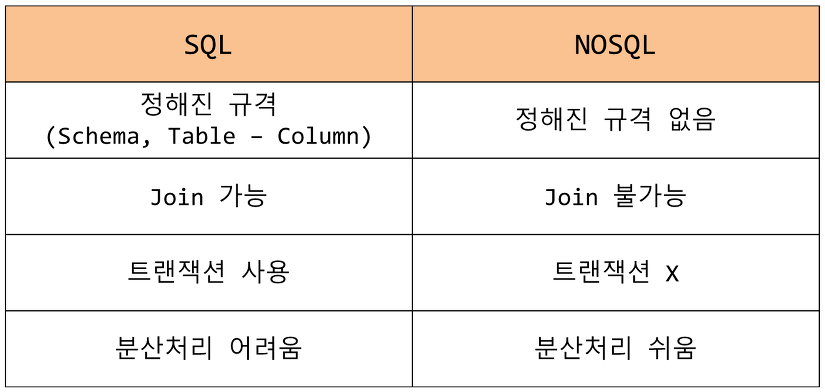 SQL
NOSQL
정해진 규격
(Schema, Table – Column)
정해진 규격 없음
Join 가능
Join 불가능
트랜잭션 사용
트랜잭션 X
분산처리 어려움
분산처리 쉬움